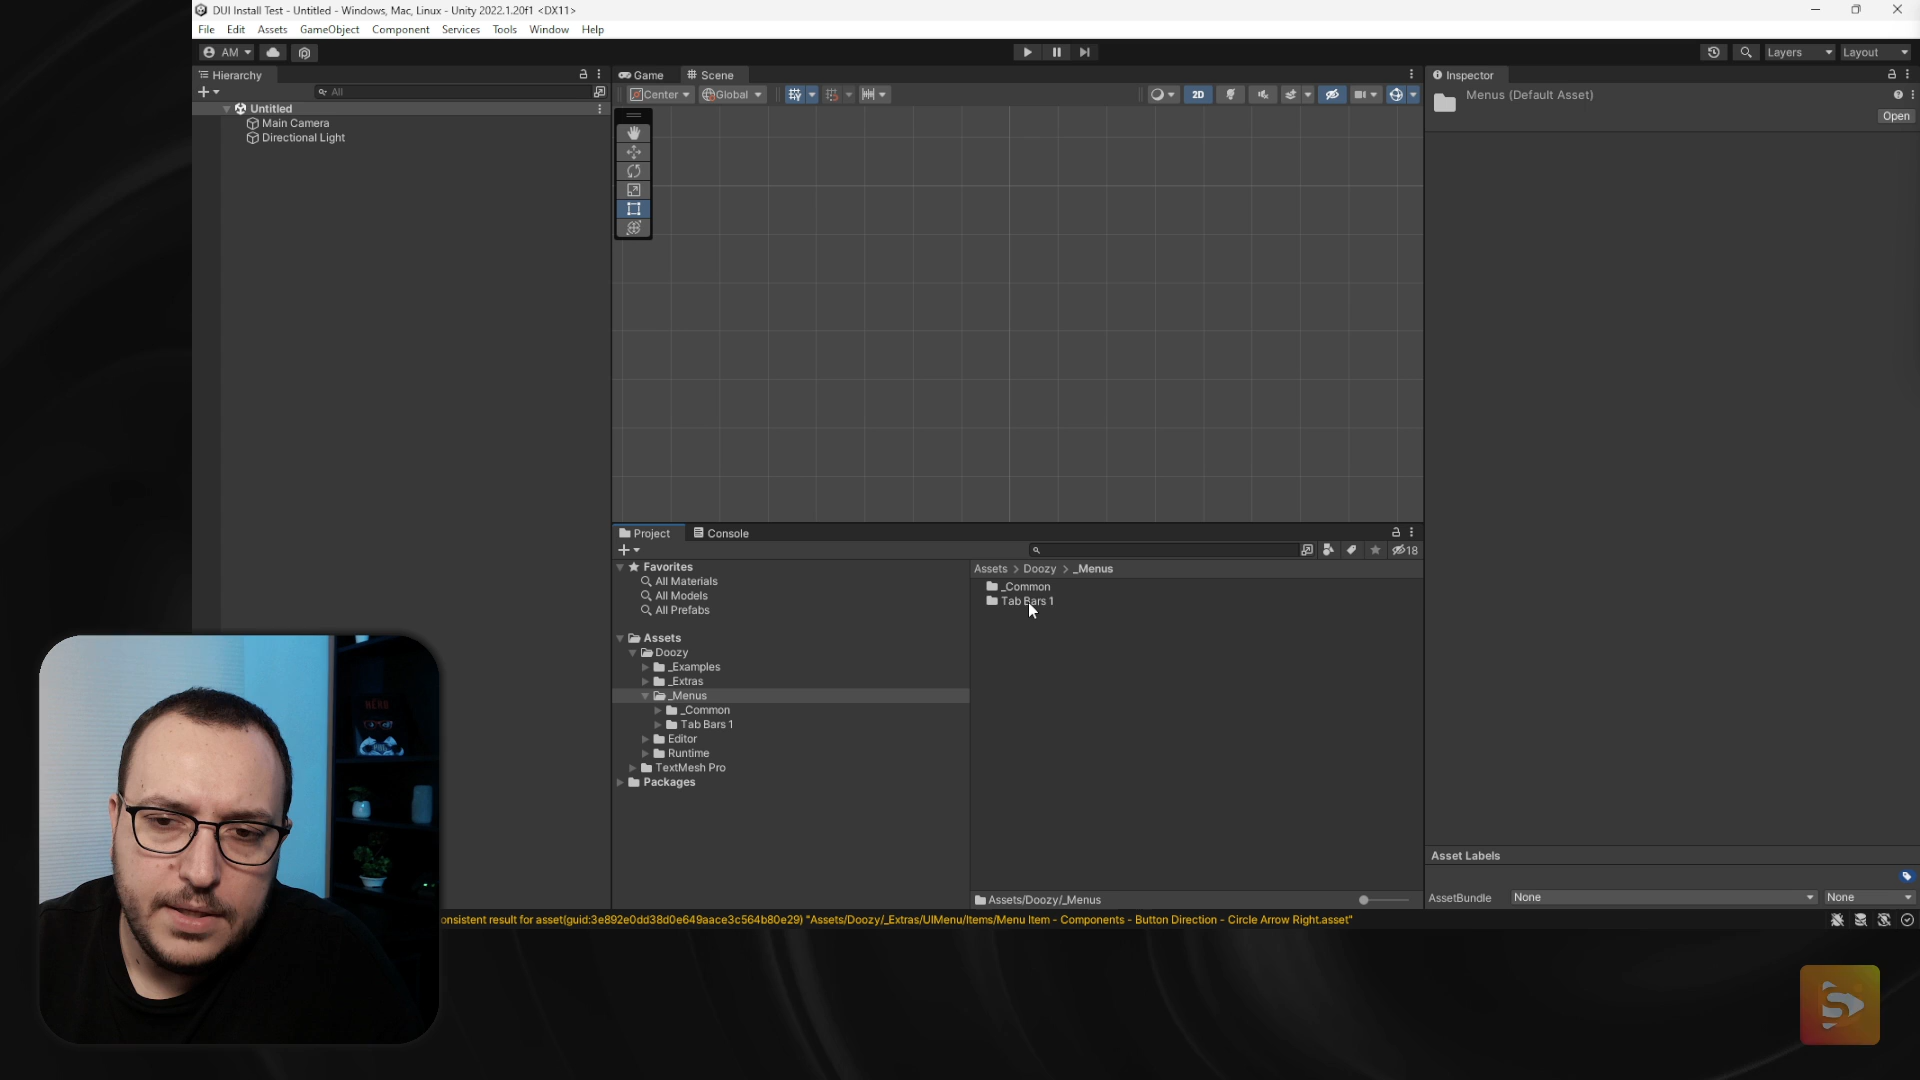 DUI Install Test - Untitled - Windows, Mac, Linux - Unity 2022.1.20f1 <DX11>
File Edit Assets GameObject Component Services Tools Window Help
AM
Layers
Layout
Hierarchy
All
Untitled
Main Camera
Directional Light
Game
Scene
Center
Global
2D
Inspector
Menus (Default Asset)
Open
Project
Console
18
Favorites
All Materials
All Models
All Prefabs
Assets
Doozy
_Examples
_Extras
_Menus
_Common
Tab Bars 1
Editor
Runtime
TextMesh Pro
Packages
Assets > Doozy > _Menus
_Common
Tab Bars 1
Assets/Doozy/_Menus
Asset Labels
AssetBundle
None
None
onsistent result for asset(guid:3e892e0dd38d0e649aace3c564b80e29) "Assets/Doozy/_Extras/UIMenu/Items/Menu Item - Components - Button Direction - Circle Arrow Right.asset"